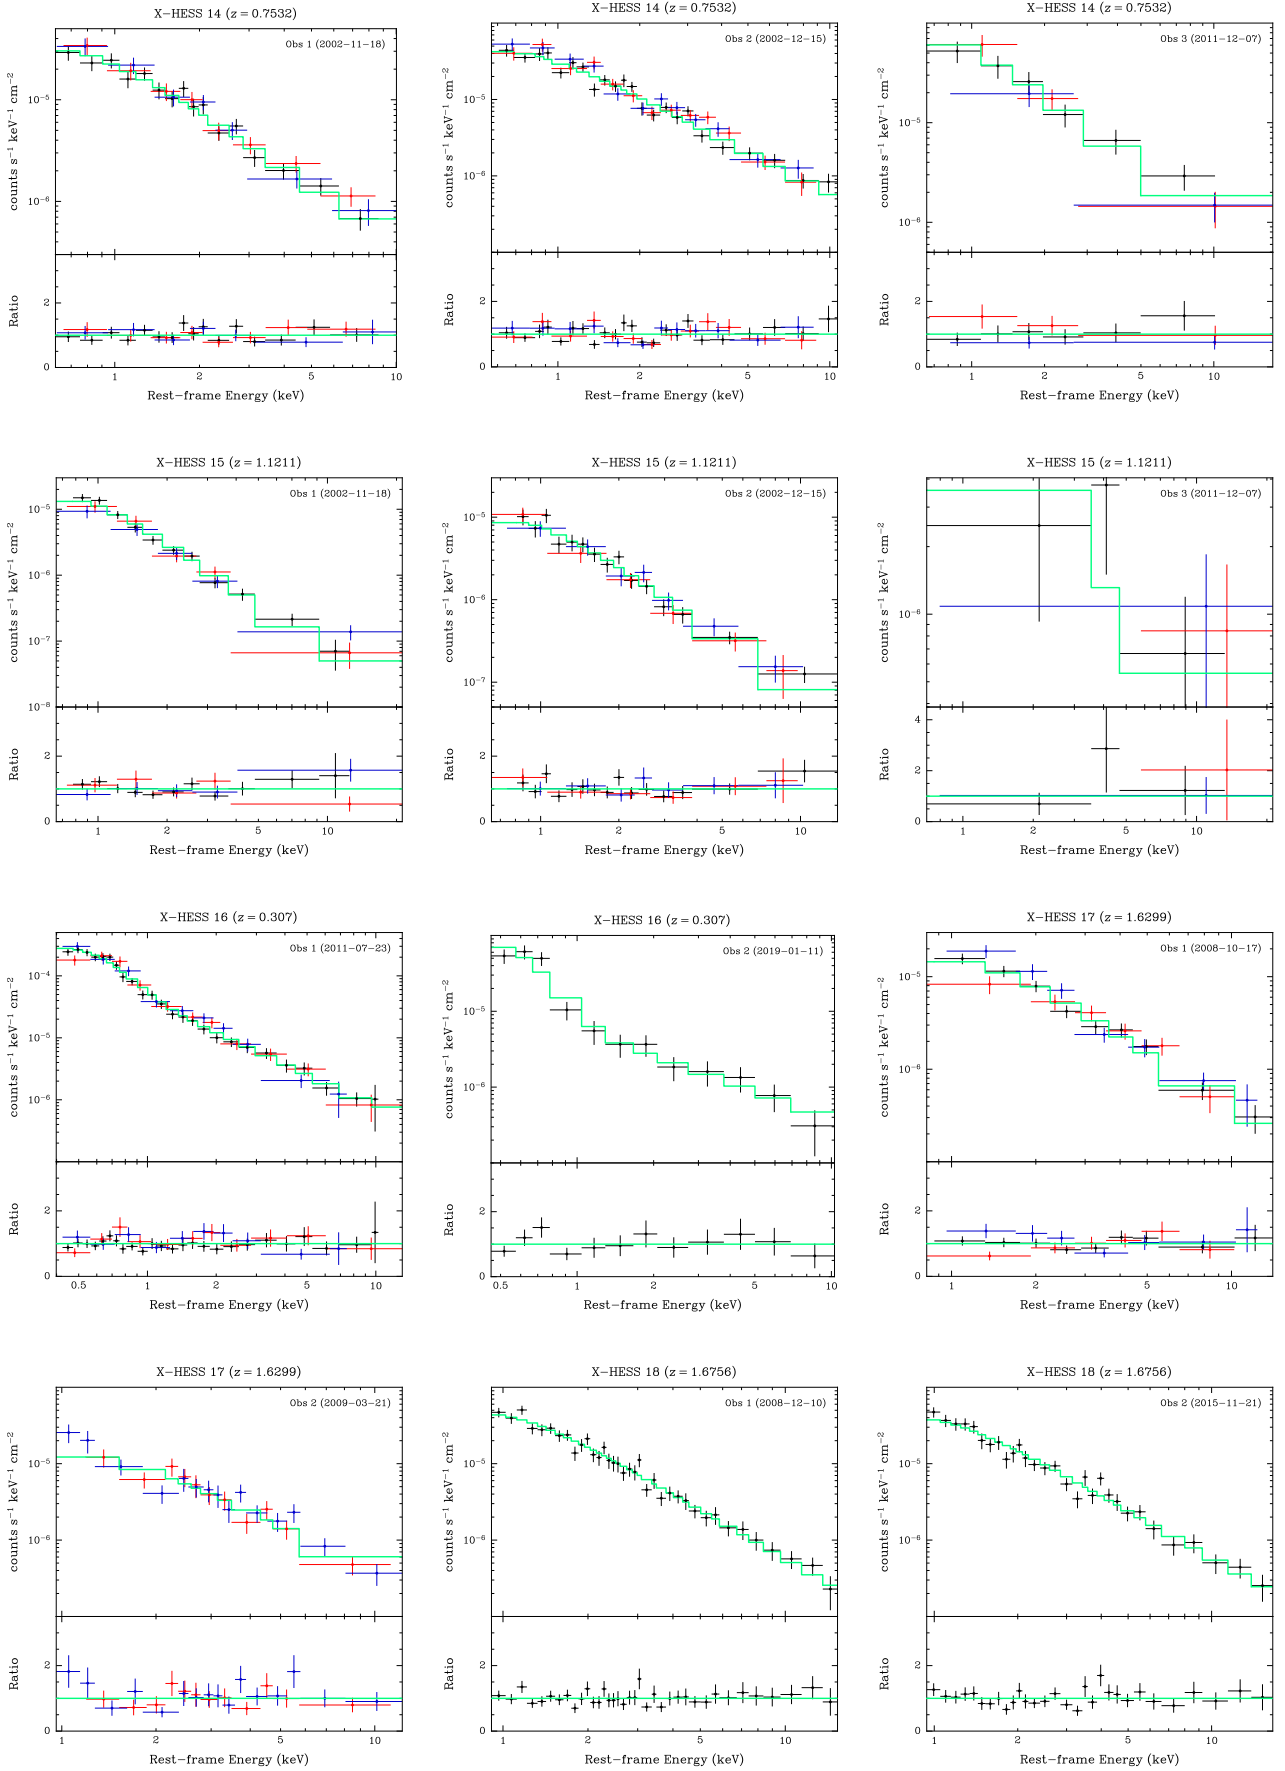 X-HESS 14 (z = 0.7532)
Obs 1 (2002-11-18)
counts s⁻¹ keV⁻¹ cm⁻²
10⁻⁵
10⁻⁶
Ratio
2
0
1 2 5 10
Rest-frame Energy (keV)
X-HESS 14 (z = 0.7532)
Obs 2 (2002-12-15)
counts s⁻¹ keV⁻¹ cm⁻²
10⁻⁵
10⁻⁶
Ratio
2
0
1 2 5 10
Rest-frame Energy (keV)
X-HESS 14 (z = 0.7532)
Obs 3 (2011-12-07)
counts s⁻¹ keV⁻¹ cm⁻²
10⁻⁵
10⁻⁶
Ratio
2
0
1 2 5 10
Rest-frame Energy (keV)
X-HESS 15 (z = 1.1211)
Obs 1 (2002-11-18)
counts s⁻¹ keV⁻¹ cm⁻²
10⁻⁵
10⁻⁶
10⁻⁷
10⁻⁸
Ratio
2
0
1 2 5 10
Rest-frame Energy (keV)
X-HESS 15 (z = 1.1211)
Obs 2 (2002-12-15)
counts s⁻¹ keV⁻¹ cm⁻²
10⁻⁵
10⁻⁶
10⁻⁷
Ratio
2
0
1 2 5 10
Rest-frame Energy (keV)
X-HESS 15 (z = 1.1211)
Obs 3 (2011-12-07)
counts s⁻¹ keV⁻¹ cm⁻²
10⁻⁶
Ratio
4
2
0
1 2 5 10
Rest-frame Energy (keV)
X-HESS 16 (z = 0.307)
Obs 1 (2011-07-23)
counts s⁻¹ keV⁻¹ cm⁻²
10⁻⁴
10⁻⁵
10⁻⁶
Ratio
2
0
0.5 1 2 5 10
Rest-frame Energy (keV)
X-HESS 16 (z = 0.307)
Obs 2 (2019-01-11)
counts s⁻¹ keV⁻¹ cm⁻²
10⁻⁵
10⁻⁶
Ratio
2
0
0.5 1 2 5 10
Rest-frame Energy (keV)
X-HESS 17 (z = 1.6299)
Obs 1 (2008-10-17)
counts s⁻¹ keV⁻¹ cm⁻²
10⁻⁵
10⁻⁶
Ratio
2
0
1 2 5 10
Rest-frame Energy (keV)
X-HESS 17 (z = 1.6299)
Obs 2 (2009-03-21)
counts s⁻¹ keV⁻¹ cm⁻²
10⁻⁵
10⁻⁶
Ratio
2
0
1 2 5 10
Rest-frame Energy (keV)
X-HESS 18 (z = 1.6756)
Obs 1 (2008-12-10)
counts s⁻¹ keV⁻¹ cm⁻²
10⁻⁵
10⁻⁶
Ratio
2
0
1 2 5 10
Rest-frame Energy (keV)
X-HESS 18 (z = 1.6756)
Obs 2 (2015-11-21)
counts s⁻¹ keV⁻¹ cm⁻²
10⁻⁵
10⁻⁶
Ratio
2
0
1 2 5 10
Rest-frame Energy (keV)